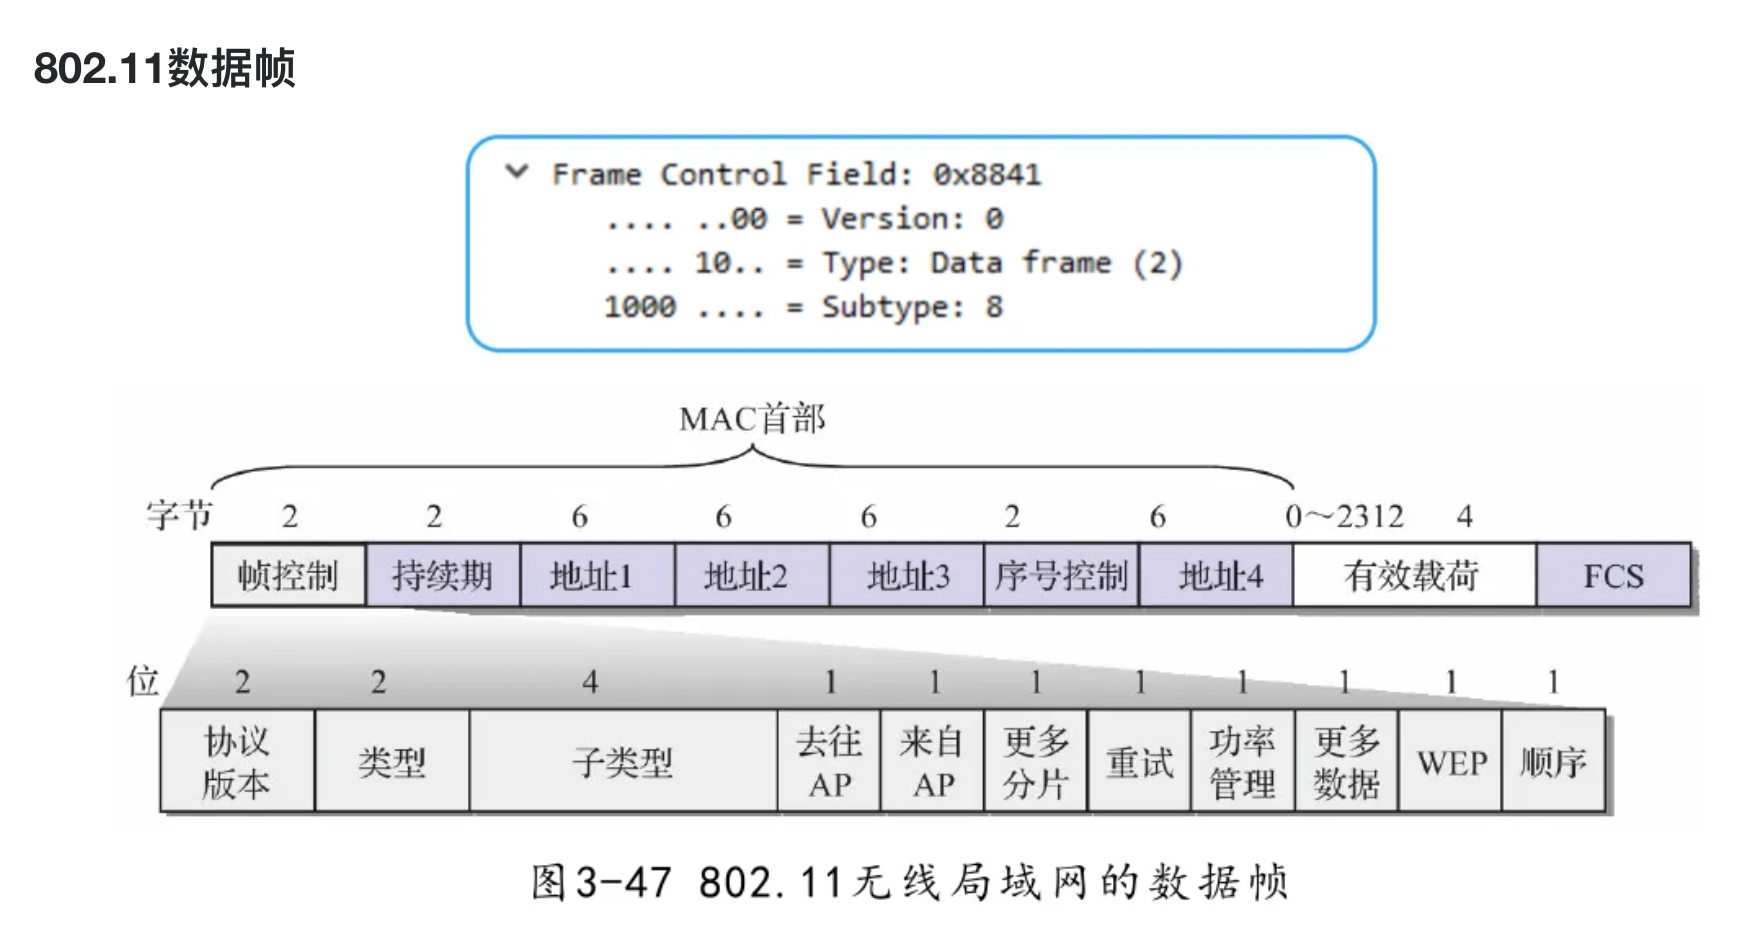 802.11数据帧
Frame Control Field: 0x8841
.... ..00 = Version: 0
.... 10.. = Type: Data frame (2)
1000 .... = Subtype: 8
MAC首部
字节 2 2 6 6 6 2 6 0～2312 4
帧控制 持续期 地址1 地址2 地址3 序号控制 地址4 有效载荷 FCS
位 2 2 4 1 1 1 1 1 1 1 1
协议版本 类型 子类型 去往AP 来自AP 更多分片 重试 功率管理 更多数据 WEP 顺序
图3-47 802.11无线局域网的数据帧